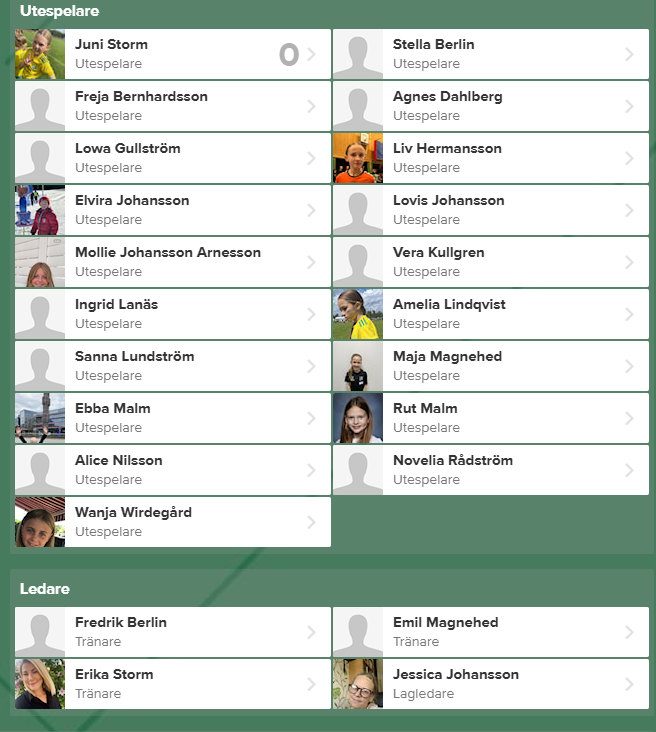 Utespelare
Juni Storm
Utespelare
0
Stella Berlin
Utespelare
Freja Bernhardsson
Utespelare
Agnes Dahlberg
Utespelare
Lowa Gullström
Utespelare
Liv Hermansson
Utespelare
Elvira Johansson
Utespelare
Lovis Johansson
Utespelare
Mollie Johansson Arnesson
Utespelare
Vera Kullgren
Utespelare
Ingrid Lanäs
Utespelare
Amelia Lindqvist
Utespelare
Sanna Lundström
Utespelare
Maja Magnehed
Utespelare
Ebba Malm
Utespelare
Rut Malm
Utespelare
Alice Nilsson
Utespelare
Novelia Rådström
Utespelare
Wanja Wirdegård
Utespelare
Ledare
Fredrik Berlin
Tränare
Emil Magnehed
Tränare
Erika Storm
Tränare
Jessica Johansson
Lagledare